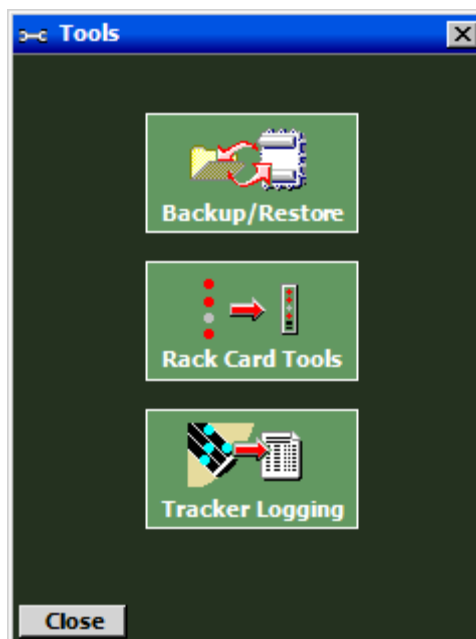 Tools
Backup/Restore
Rack Card Tools
Tracker Logging
Close